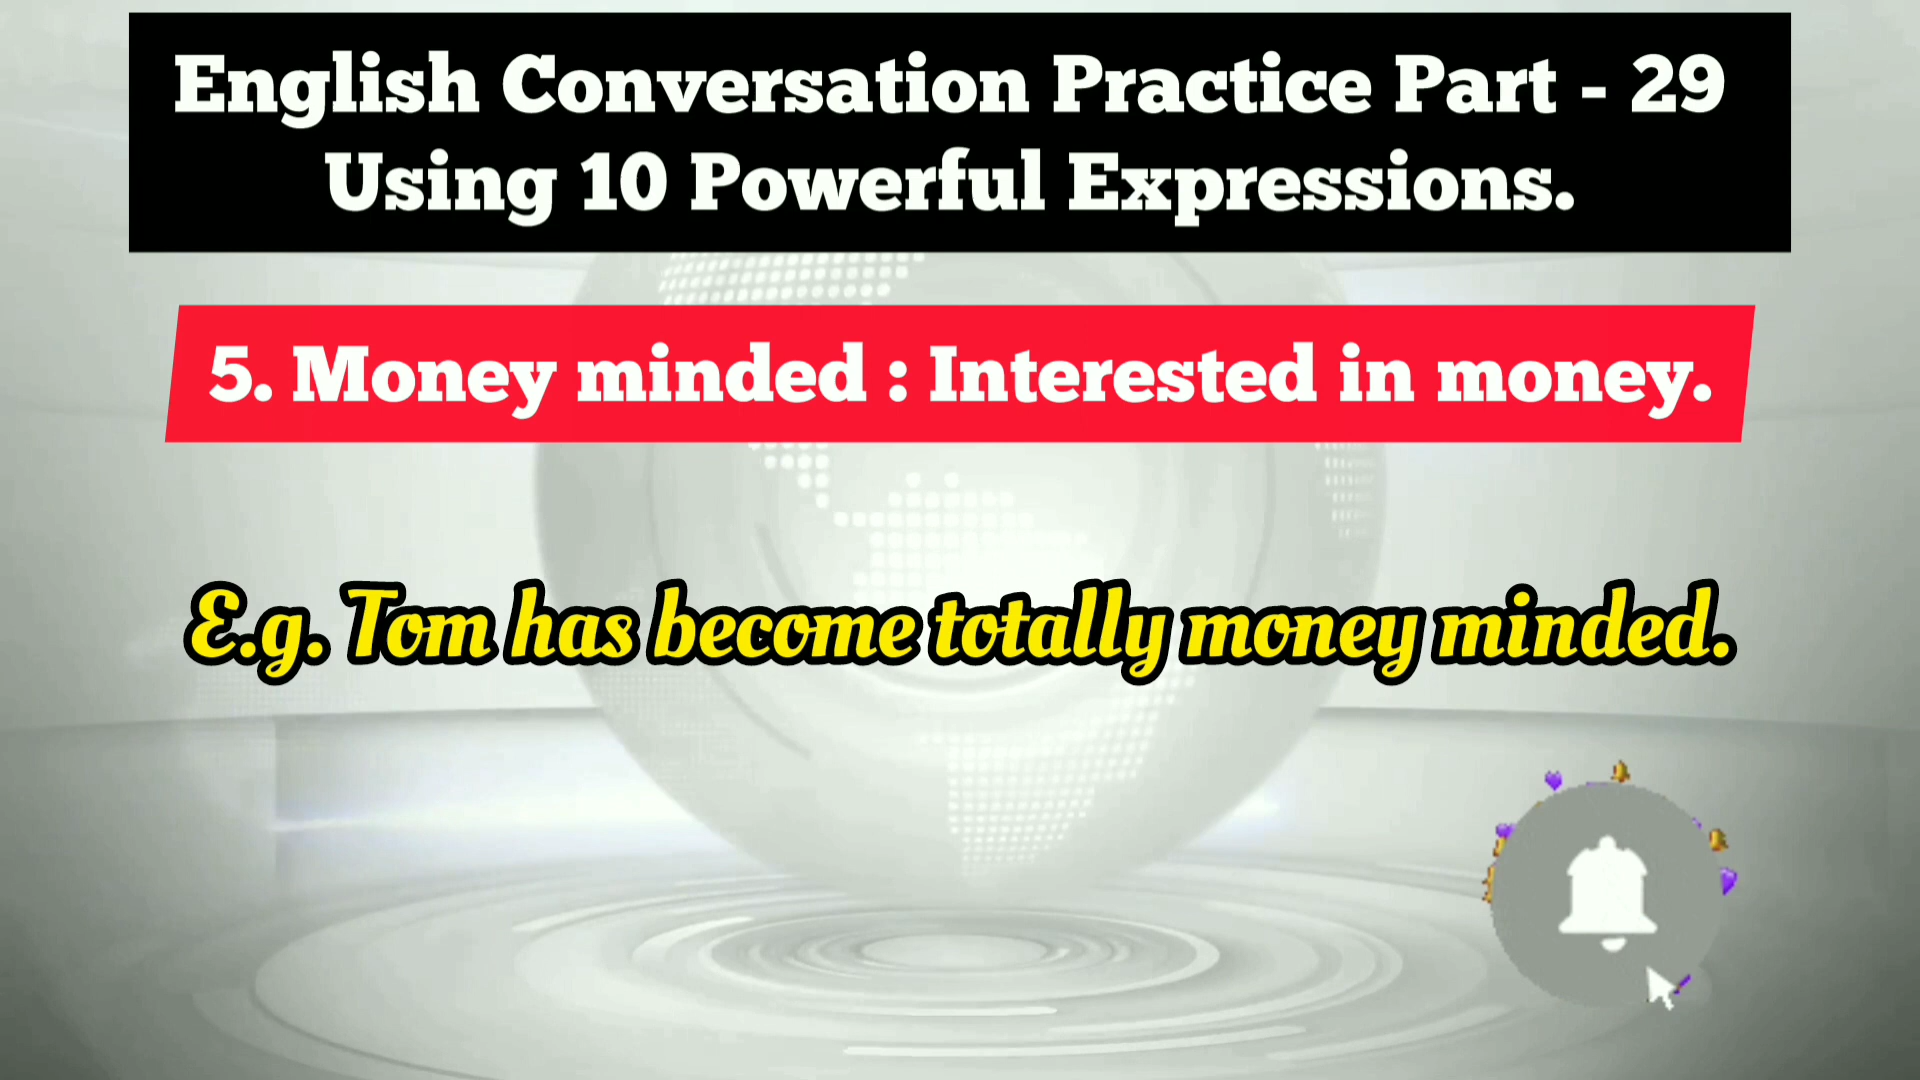 English Conversation Practice Part - 29
Using 10 Powerful Expressions.
5. Money minded : Interested in money.
E.g. Tom has become totally money minded.